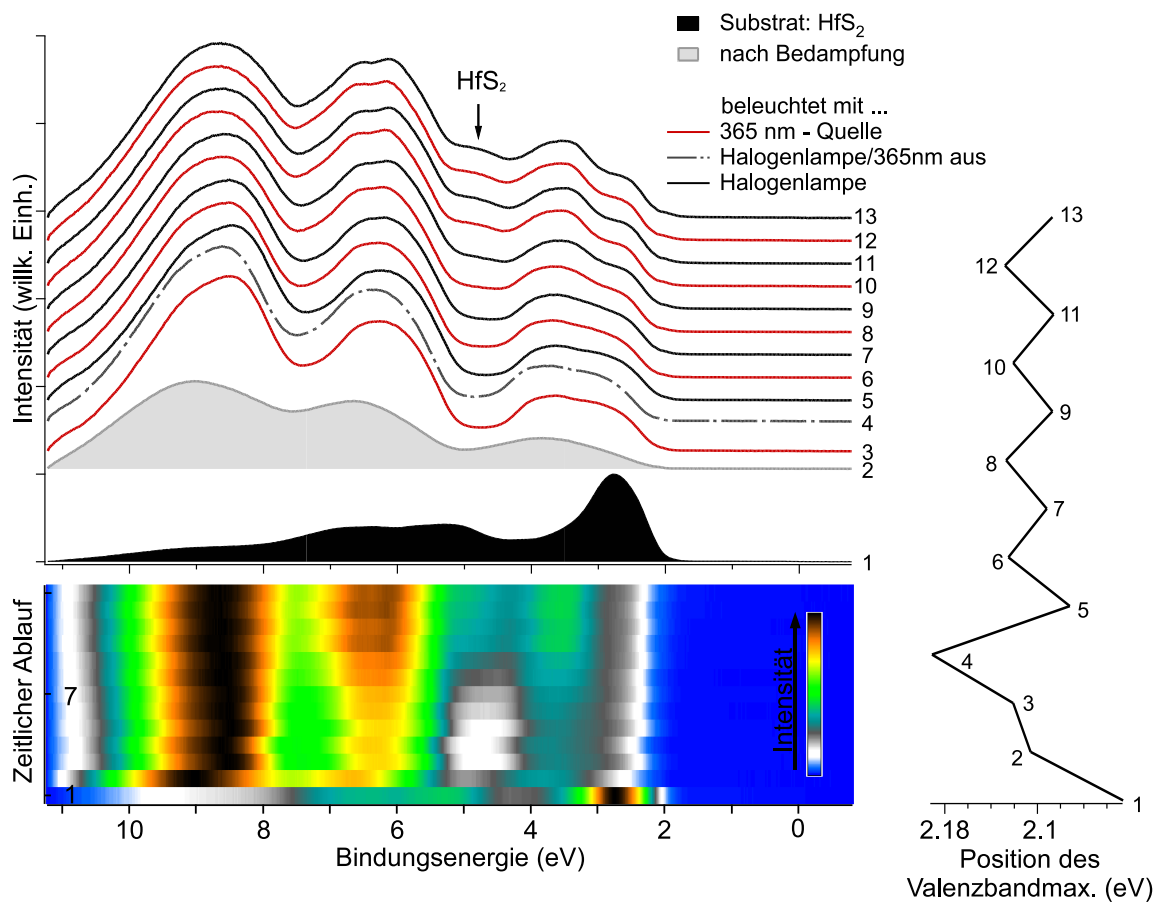 Substrat: HfS₂
nach Bedampfung
HfS₂
beleuchtet mit ...
365 nm - Quelle
Halogenlampe/365nm aus
Halogenlampe
Intensität (willk. Einh.)
13
12
11
10
9
8
7
6
5
4
3
2
1
13
12
11
10
9
8
7
6
5
4
3
2
1
Zeitlicher Ablauf
7
1
Intensität
10
8
6
4
2
0
Bindungsenergie (eV)
2.18
2.1
Position des
Valenzbandmax. (eV)